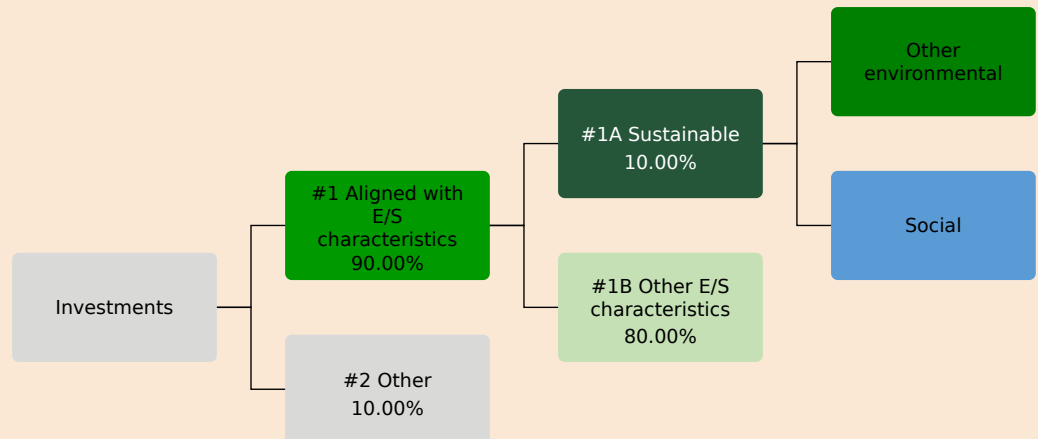 Investments
#1 Aligned with
E/S
characteristics
90.00%
#2 Other
10.00%
#1A Sustainable
10.00%
#1B Other E/S
characteristics
80.00%
Other
environmental
Social